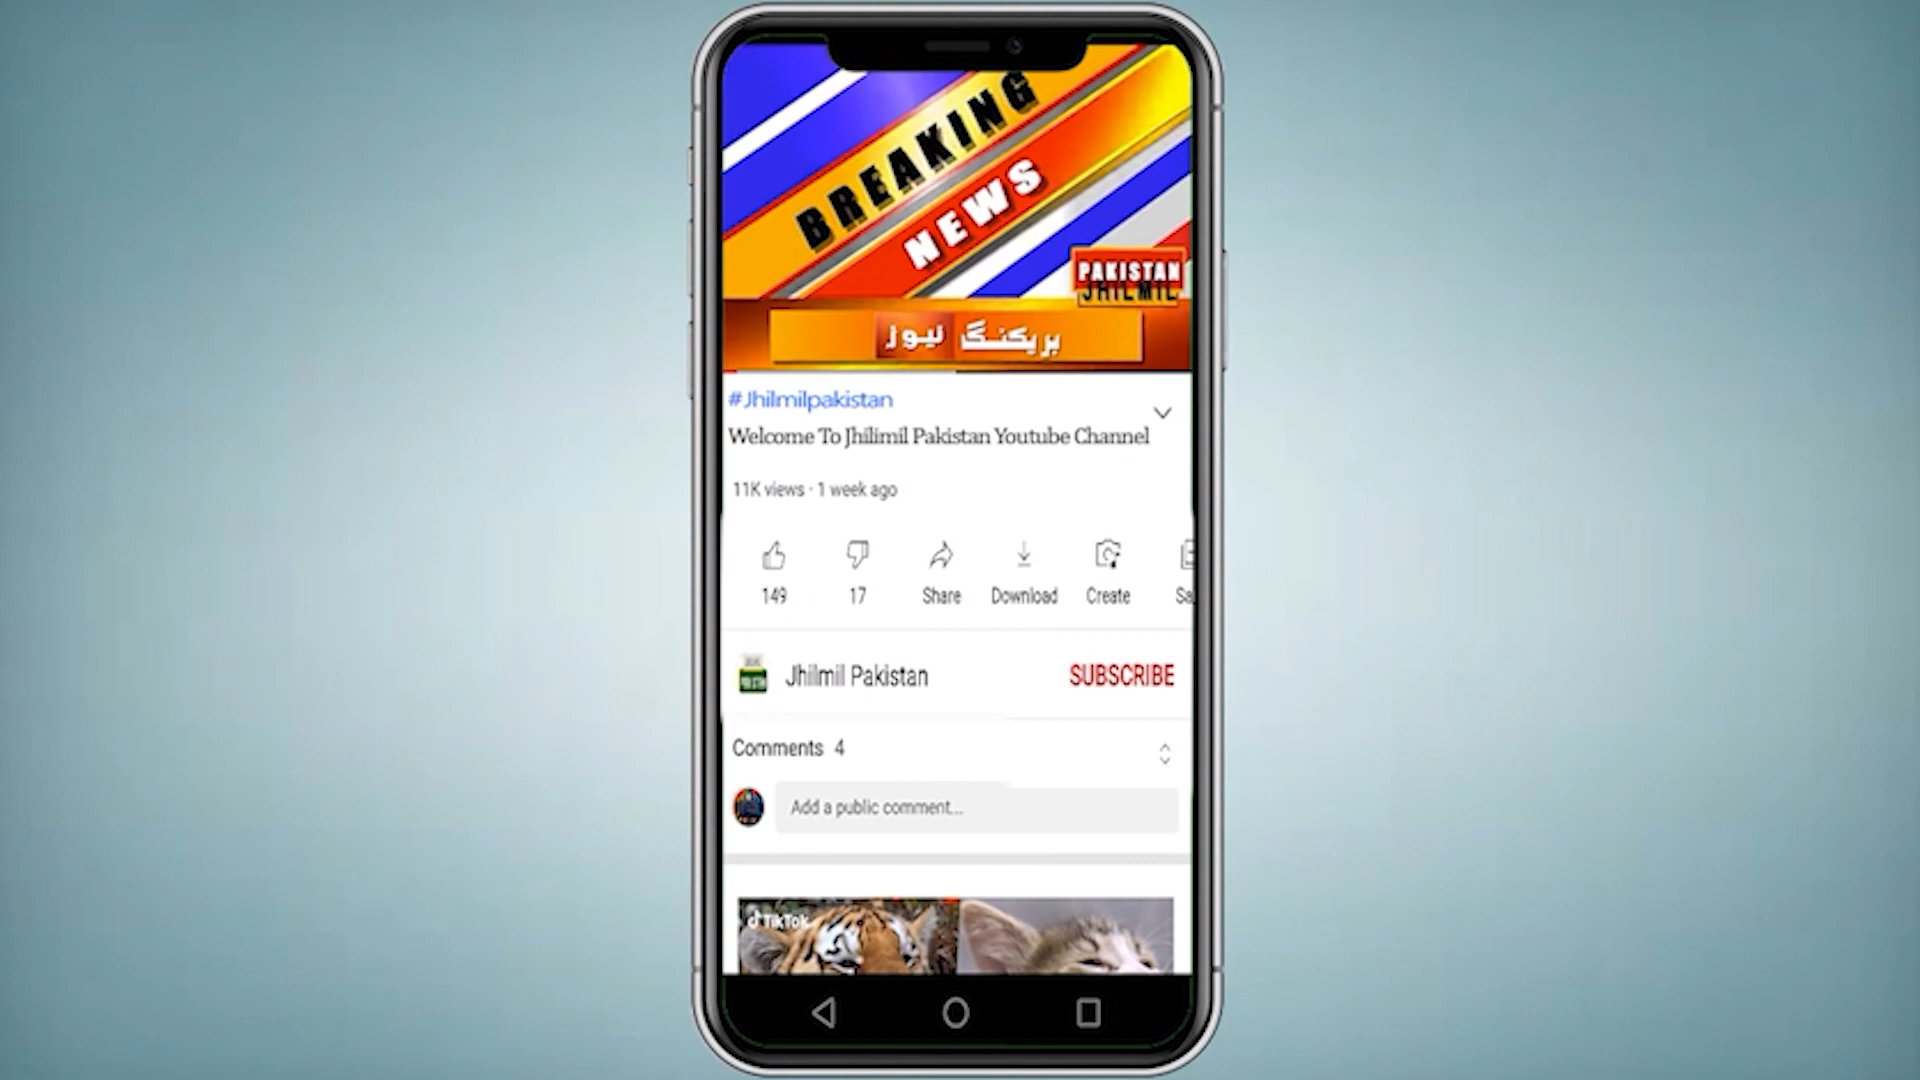 BREAKING
NEWS
PAKISTAN
JHILMIL
بریکنگ نیوز
#Jhilmilpakistan
Welcome To Jhilimil Pakistan Youtube Channel
11K views · 1 week ago
149 17 Share Download Create Sa
Jhilmil Pakistan SUBSCRIBE
Comments 4
Add a public comment...
TikTok